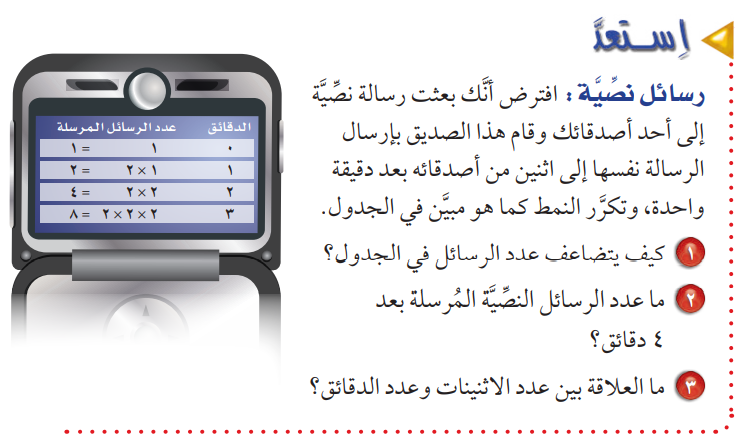 اِستعدَّ
رسائل نصِّيَّة : افترض أنَّك بعثت رسالة نصِّيَّة
إلى أحد أصدقائك وقام هذا الصديق بإرسال
الرسالة نفسها إلى اثنين من أصدقائه بعد دقيقة
واحدة، وتكرَّر النمط كما هو مبيَّن في الجدول.
١ كيف يتضاعف عدد الرسائل في الجدول؟
٢ ما عدد الرسائل النصِّيَّة المُرسلة بعد
٤ دقائق؟
٣ ما العلاقة بين عدد الاثنينات وعدد الدقائق؟
الدقائق عدد الرسائل المرسلة
٠ ١ = ١
١ ١ × ٢ = ٢
٢ ٢ × ٢ = ٤
٣ ٢ × ٢ × ٢ = ٨